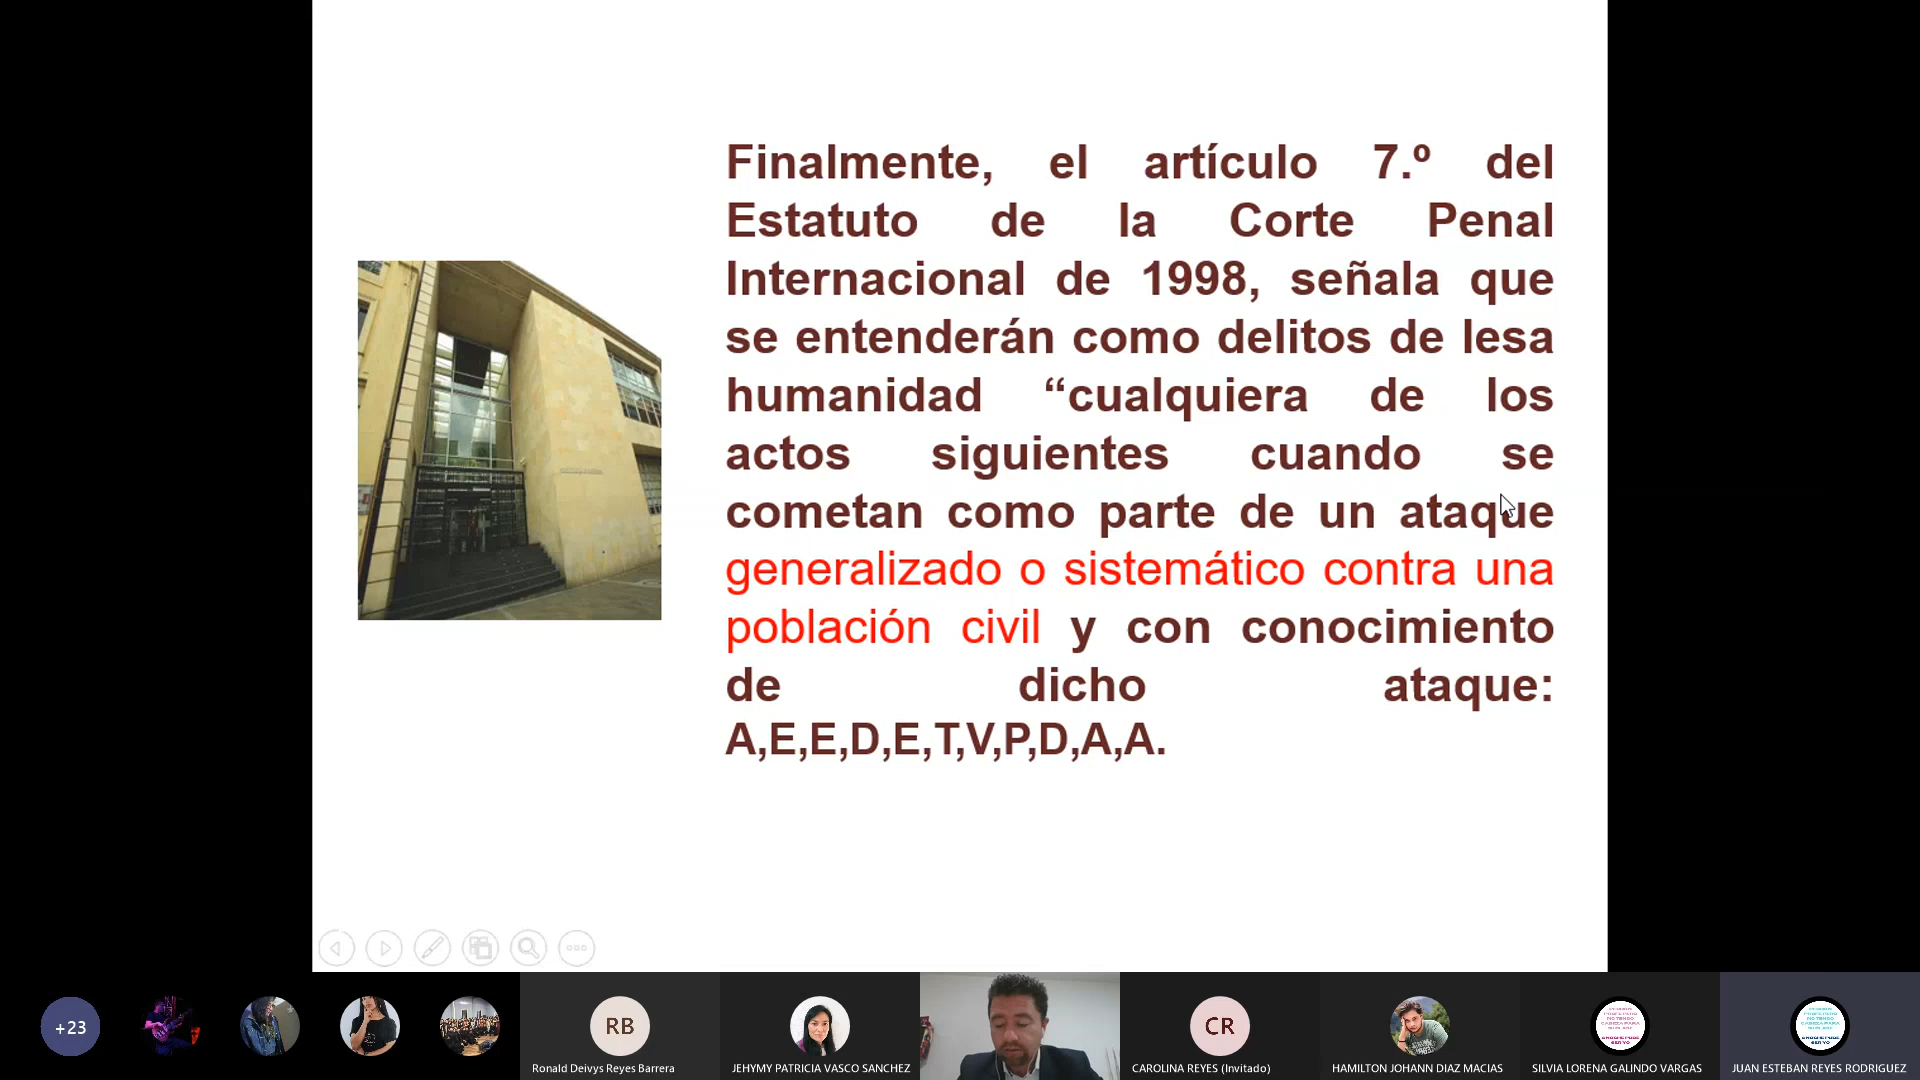 Finalmente, el artículo 7.º del
Estatuto de la Corte Penal
Internacional de 1998, señala que
se entenderán como delitos de lesa
humanidad “cualquiera de los
actos siguientes cuando se
cometan como parte de un ataque
generalizado o sistemático contra una
población civil y con conocimiento
de dicho ataque:
A,E,E,D,E,T,V,P,D,A,A.
+23
RB
CR
Ronald Deivys Reyes Barrera
JEHYMY PATRICIA VASCO SANCHEZ
CAROLINA REYES (Invitado)
HAMILTON JOHANN DIAZ MACIAS
SILVIA LORENA GALINDO VARGAS
JUAN ESTEBAN REYES RODRIGUEZ